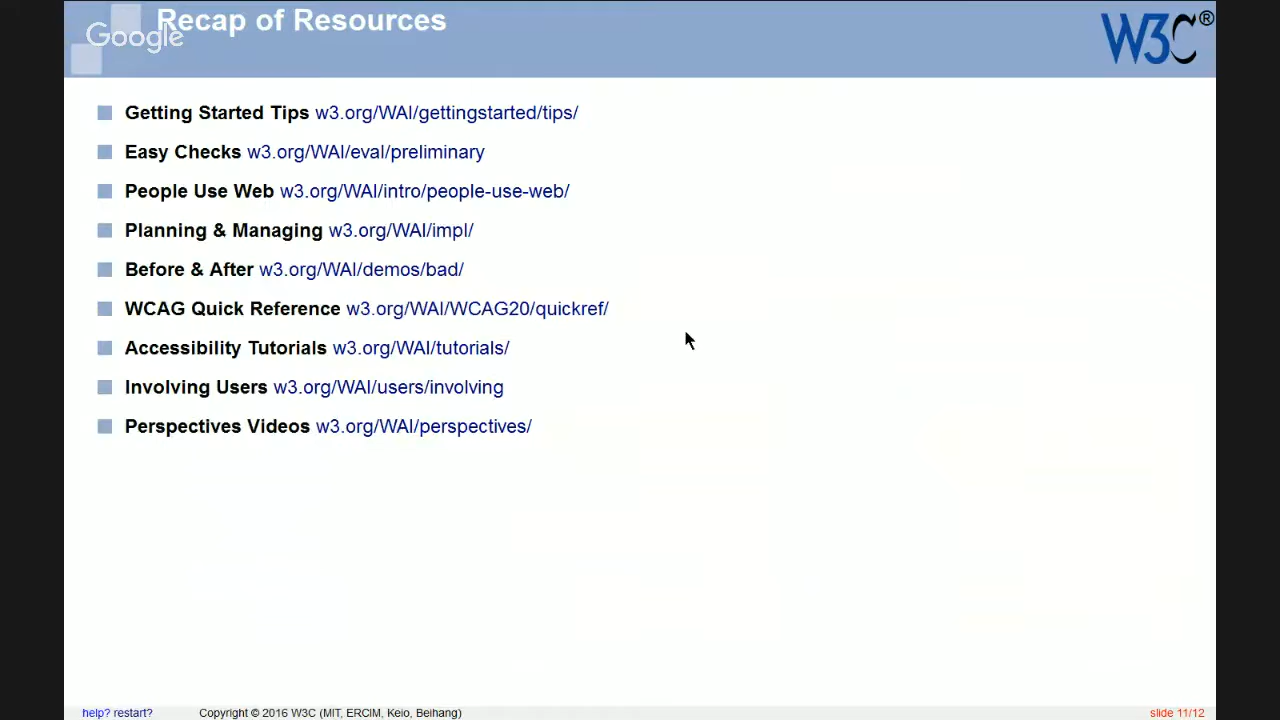 Recap of Resources
Google
W3C®
Getting Started Tips w3.org/WAI/gettingstarted/tips/
Easy Checks w3.org/WAI/eval/preliminary
People Use Web w3.org/WAI/intro/people-use-web/
Planning & Managing w3.org/WAI/impl/
Before & After w3.org/WAI/demos/bad/
WCAG Quick Reference w3.org/WAI/WCAG20/quickref/
Accessibility Tutorials w3.org/WAI/tutorials/
Involving Users w3.org/WAI/users/involving
Perspectives Videos w3.org/WAI/perspectives/
help? restart? Copyright © 2016 W3C (MIT, ERCIM, Keio, Beihang) slide 11/12